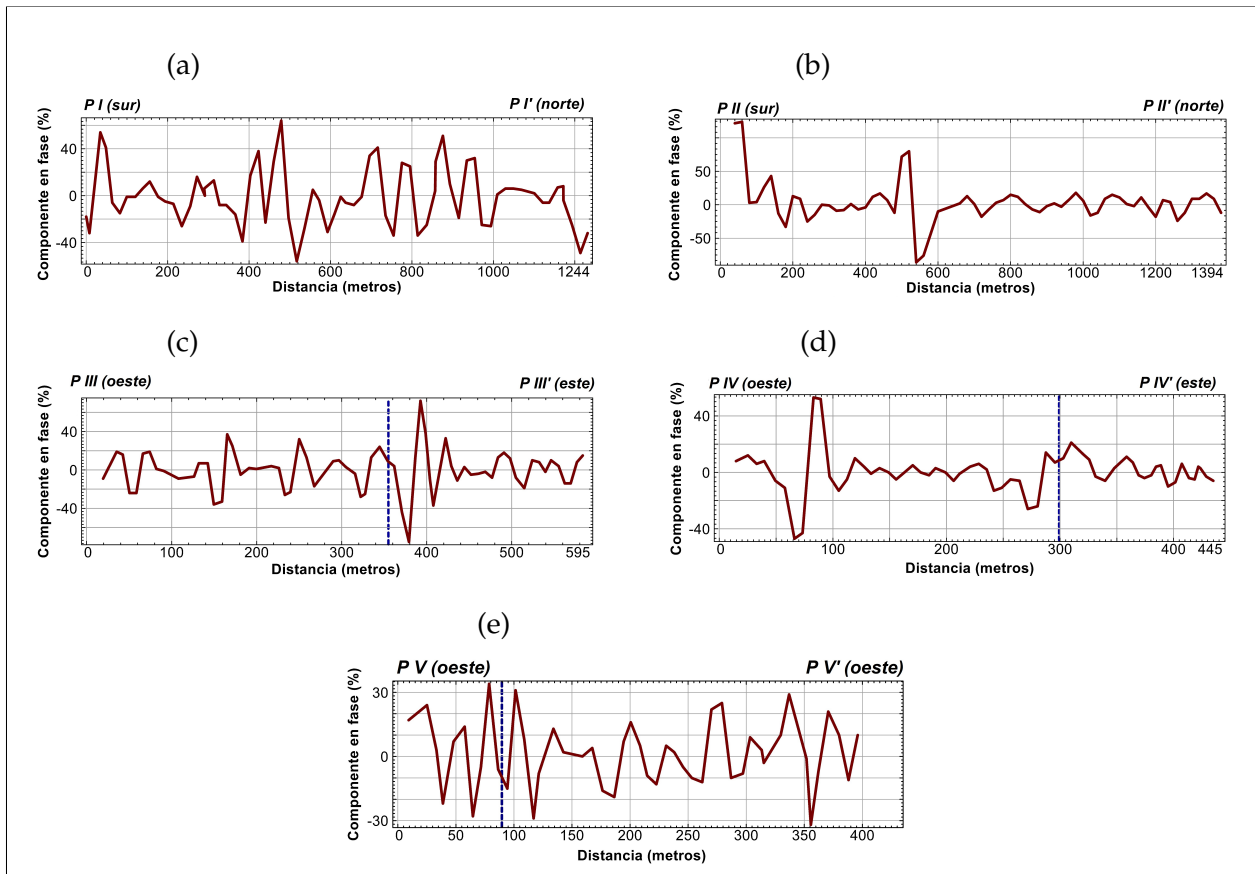 (a)
P I (sur)
P I' (norte)
Componente en fase (%)
40
0
-40
0
200
400
600
800
1000
1244
Distancia (metros)
(b)
P II (sur)
P II' (norte)
Componente en fase (%)
50
0
-50
0
200
400
600
800
1000
1200
1394
Distancia (metros)
(c)
P III (oeste)
P III' (este)
Componente en fase (%)
40
0
-40
0
100
200
300
400
500
595
Distancia (metros)
(d)
P IV (oeste)
P IV' (este)
Componente en fase (%)
40
0
-40
0
100
200
300
400
445
Distancia (metros)
(e)
P V (oeste)
P V' (oeste)
Componente en fase (%)
30
0
-30
0
50
100
150
200
250
300
350
400
Distancia (metros)